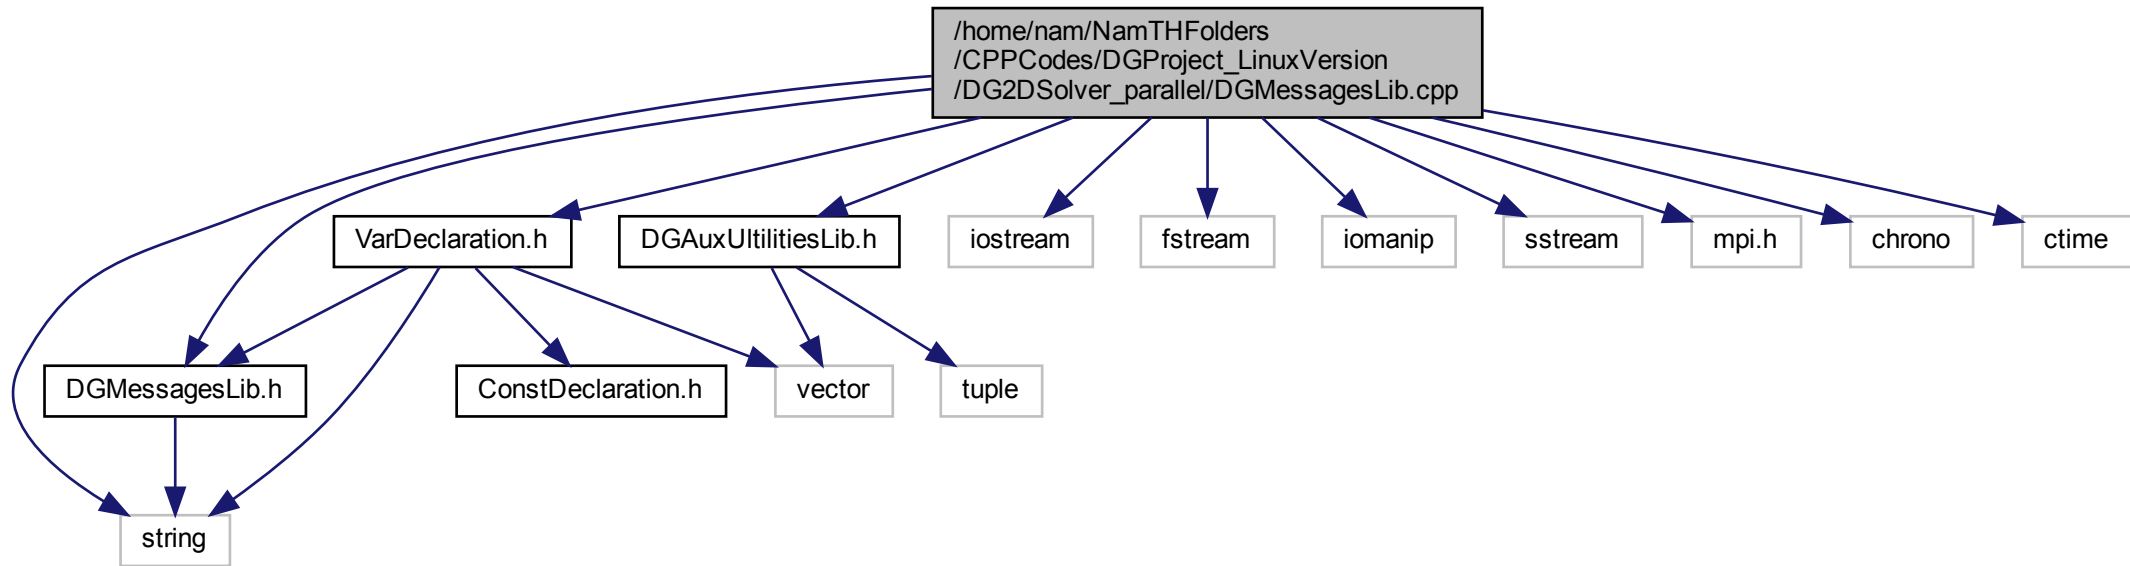 /home/nam/NamTHFolders
/CPPCodes/DGProject_LinuxVersion
/DG2DSolver_parallel/DGMessagesLib.cpp
VarDeclaration.h
DGAuxUltilitiesLib.h
iostream
fstream
iomanip
sstream
mpi.h
chrono
ctime
DGMessagesLib.h
ConstDeclaration.h
vector
tuple
string